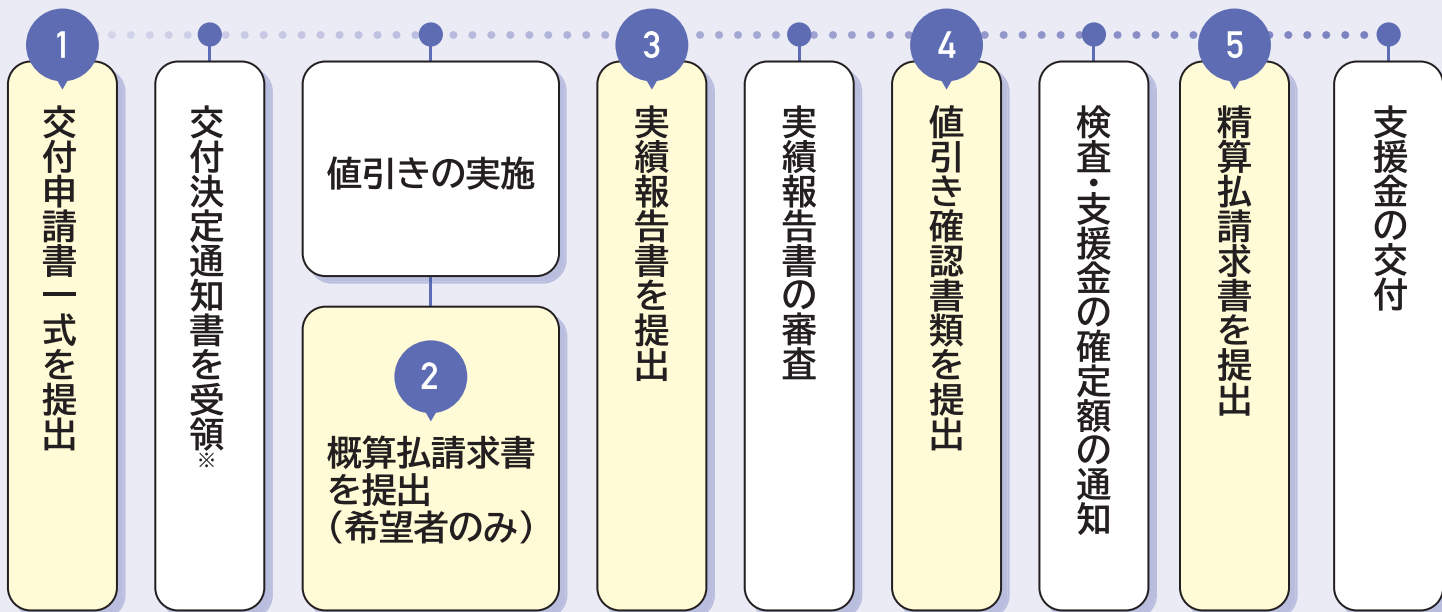 1
交付申請書一式を提出
交付決定通知書を受領※
値引きの実施
2
概算払請求書
を提出
（希望者のみ）
3
実績報告書を提出
実績報告書の審査
4
値引き確認書類を提出
検査・支援金の確定額の通知
5
精算払請求書を提出
支援金の交付